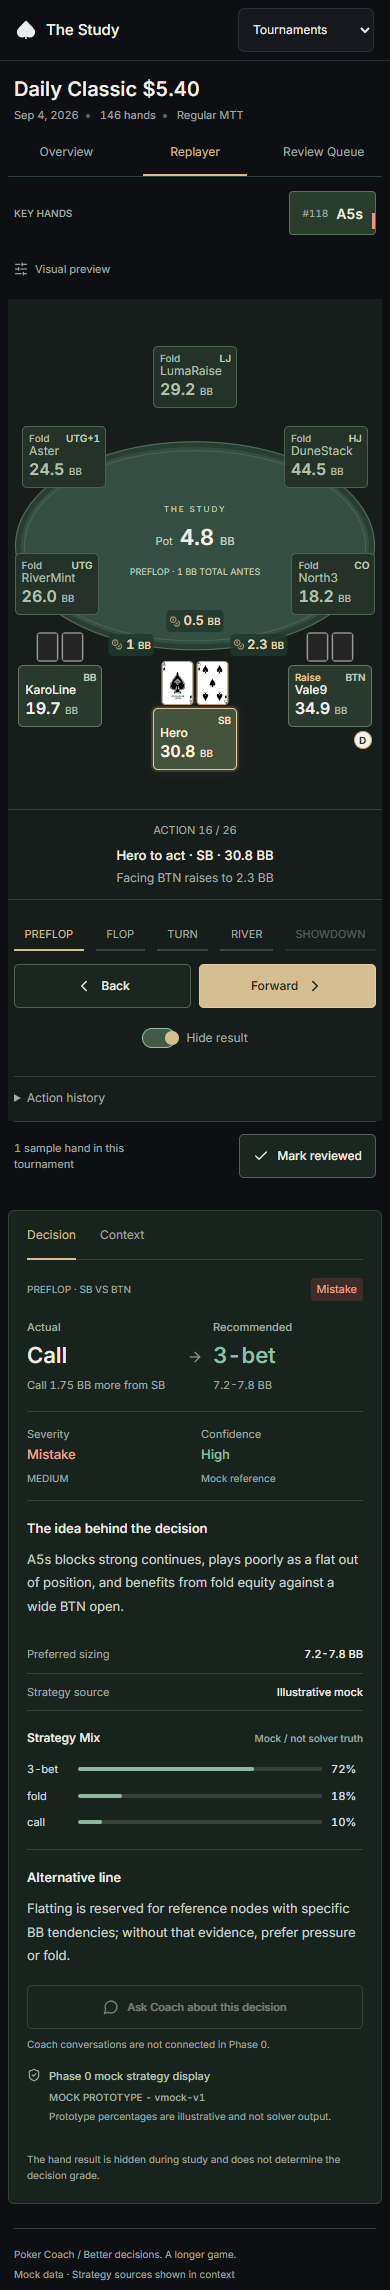 The Study
Tournaments
Daily Classic $5.40
Sep 4, 2026 • 146 hands • Regular MTT
Overview Replayer Review Queue
KEY HANDS
#118 A5s
Visual preview
Fold LJ
LumaRaise
29.2 BB
Fold UTG+1
Aster
24.5 BB
Fold HJ
DuneStack
44.5 BB
THE STUDY
Pot 4.8 BB
PREFLOP · 1 BB TOTAL ANTES
Fold UTG
RiverMint
26.0 BB
Fold CO
North3
18.2 BB
0.5 BB
1 BB
2.3 BB
BB
KaroLine
19.7 BB
A
5
SB
Hero
30.8 BB
Raise BTN
Vale9
34.9 BB
D
ACTION 16 / 26
Hero to act · SB · 30.8 BB
Facing BTN raises to 2.3 BB
PREFLOP FLOP TURN RIVER SHOWDOWN
Back
Forward
Hide result
Action history
1 sample hand in this
tournament
Mark reviewed
Decision Context
PREFLOP · SB VS BTN
Mistake
Actual
Call
Call 1.75 BB more from SB
→
Recommended
3-bet
7.2-7.8 BB
Severity
Mistake
MEDIUM
Confidence
High
Mock reference
The idea behind the decision
A5s blocks strong continues, plays poorly as a flat out
of position, and benefits from fold equity against a
wide BTN open.
Preferred sizing 7.2-7.8 BB
Strategy source Illustrative mock
Strategy Mix Mock / not solver truth
3-bet 72%
fold 18%
call 10%
Alternative line
Flatting is reserved for reference nodes with specific
BB tendencies; without that evidence, prefer pressure
or fold.
Ask Coach about this decision
Coach conversations are not connected in Phase 0.
Phase 0 mock strategy display
MOCK PROTOTYPE - vmock-v1
Prototype percentages are illustrative and not solver output.
The hand result is hidden during study and does not determine the
decision grade.
Poker Coach / Better decisions. A longer game.
Mock data · Strategy sources shown in context